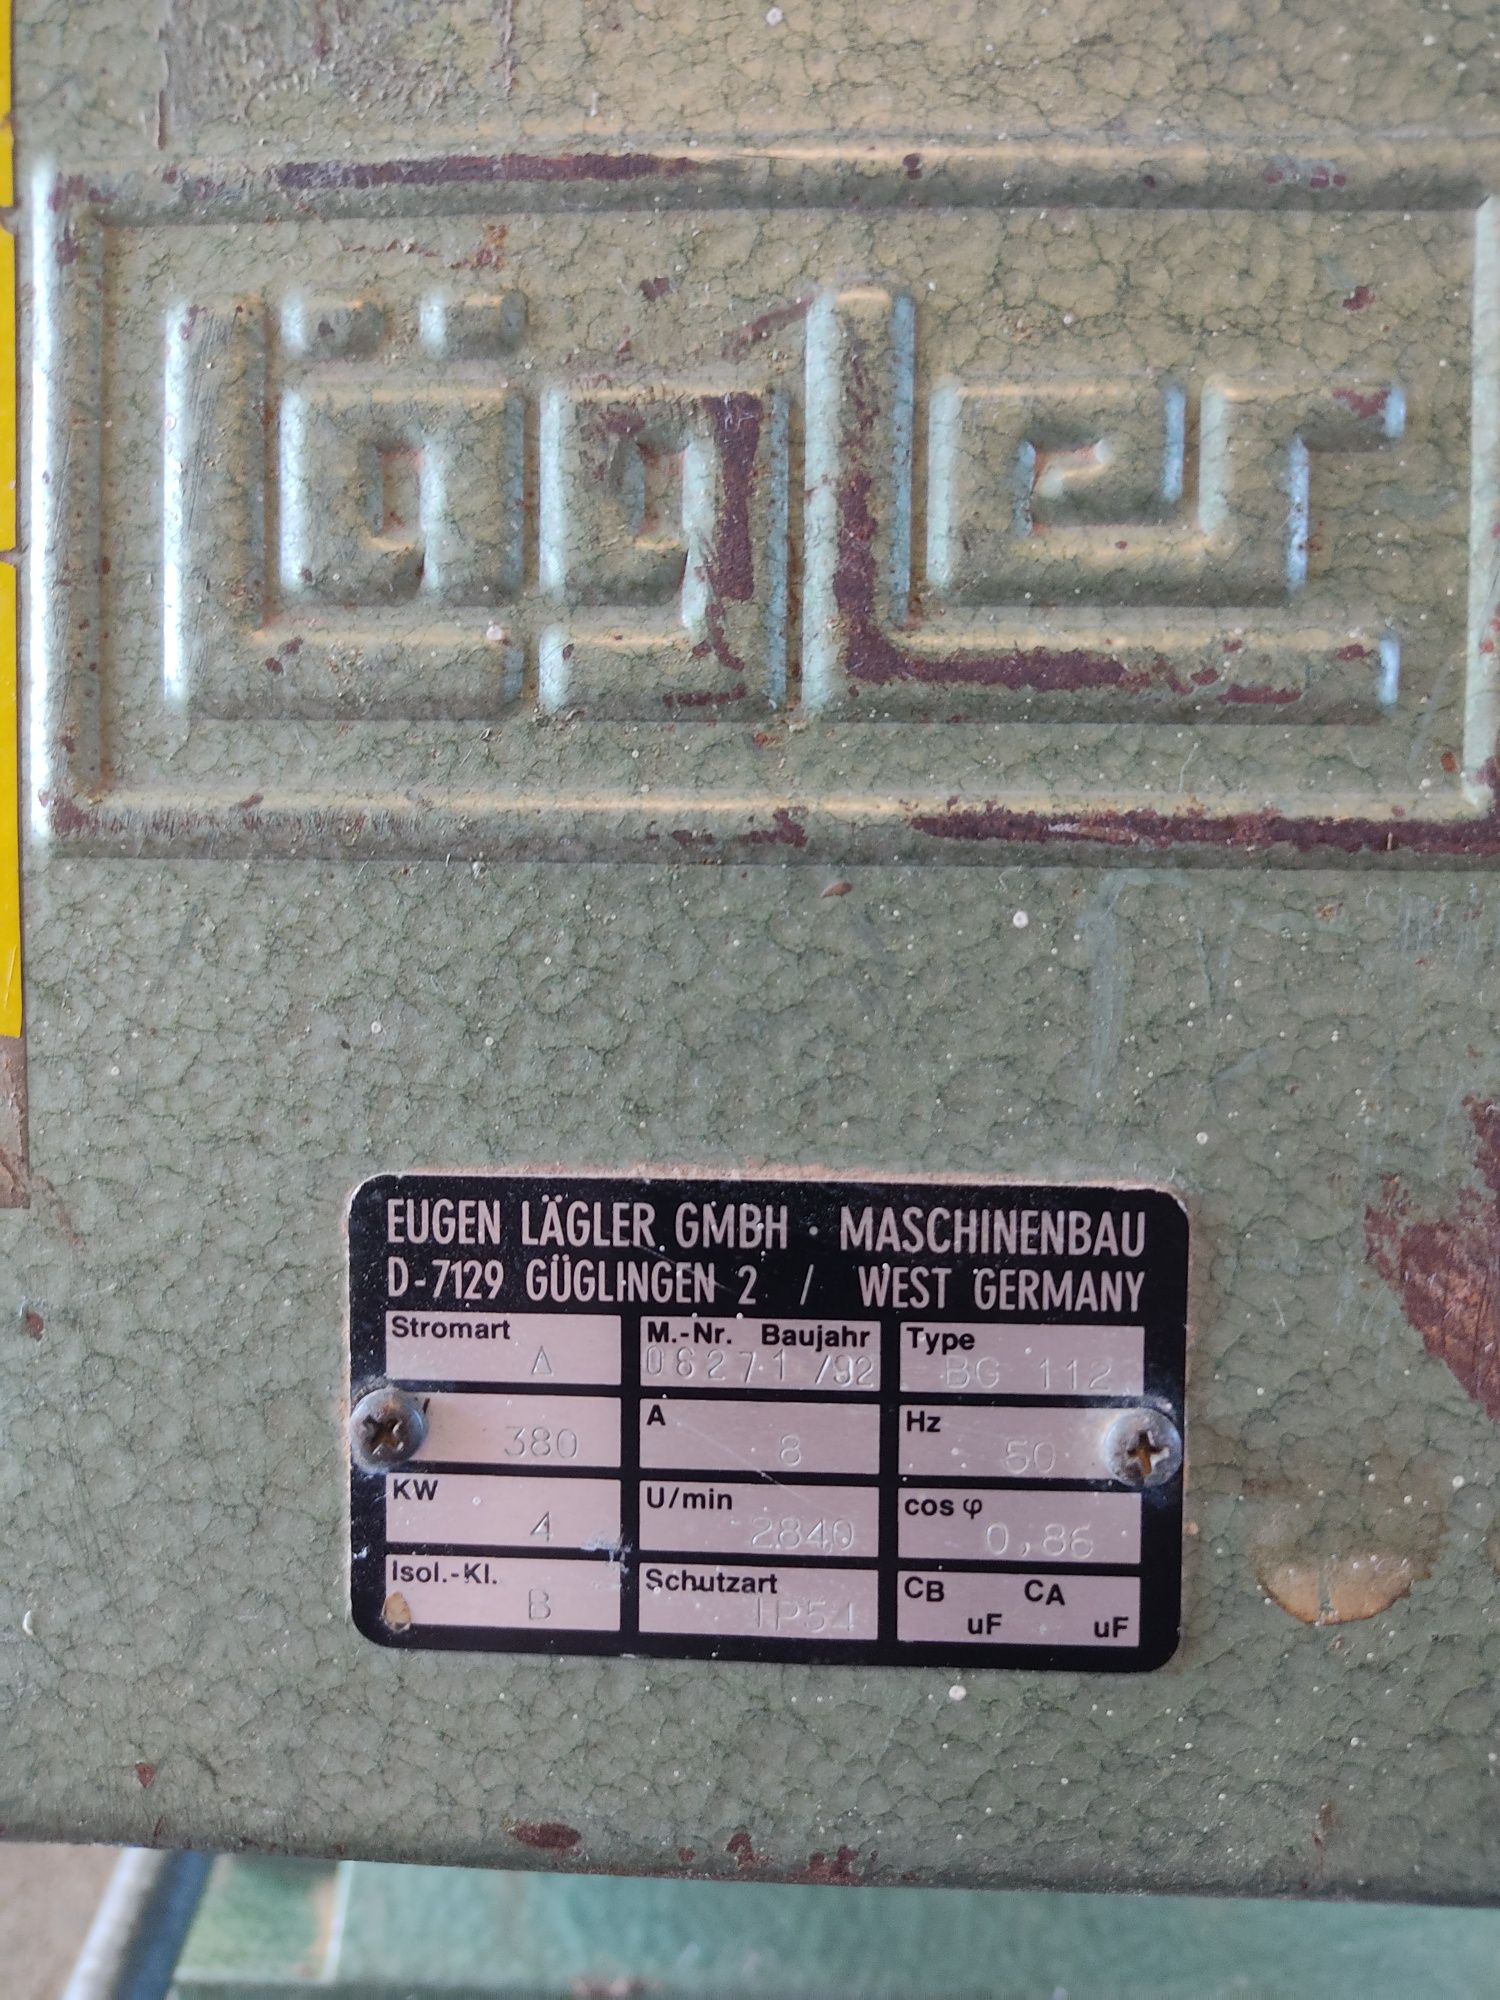 lägler
EUGEN LÄGLER GMBH · MASCHINENBAU
D-7129 GÜGLINGEN 2 / WEST GERMANY
Stromart Δ
M.-Nr. Baujahr
06271 /92
Type BG 112
V 380
A 8
Hz 50
KW 4
U/min 2840
cos φ 0,86
Isol.-Kl. B
Schutzart IP54
CB uF CA uF